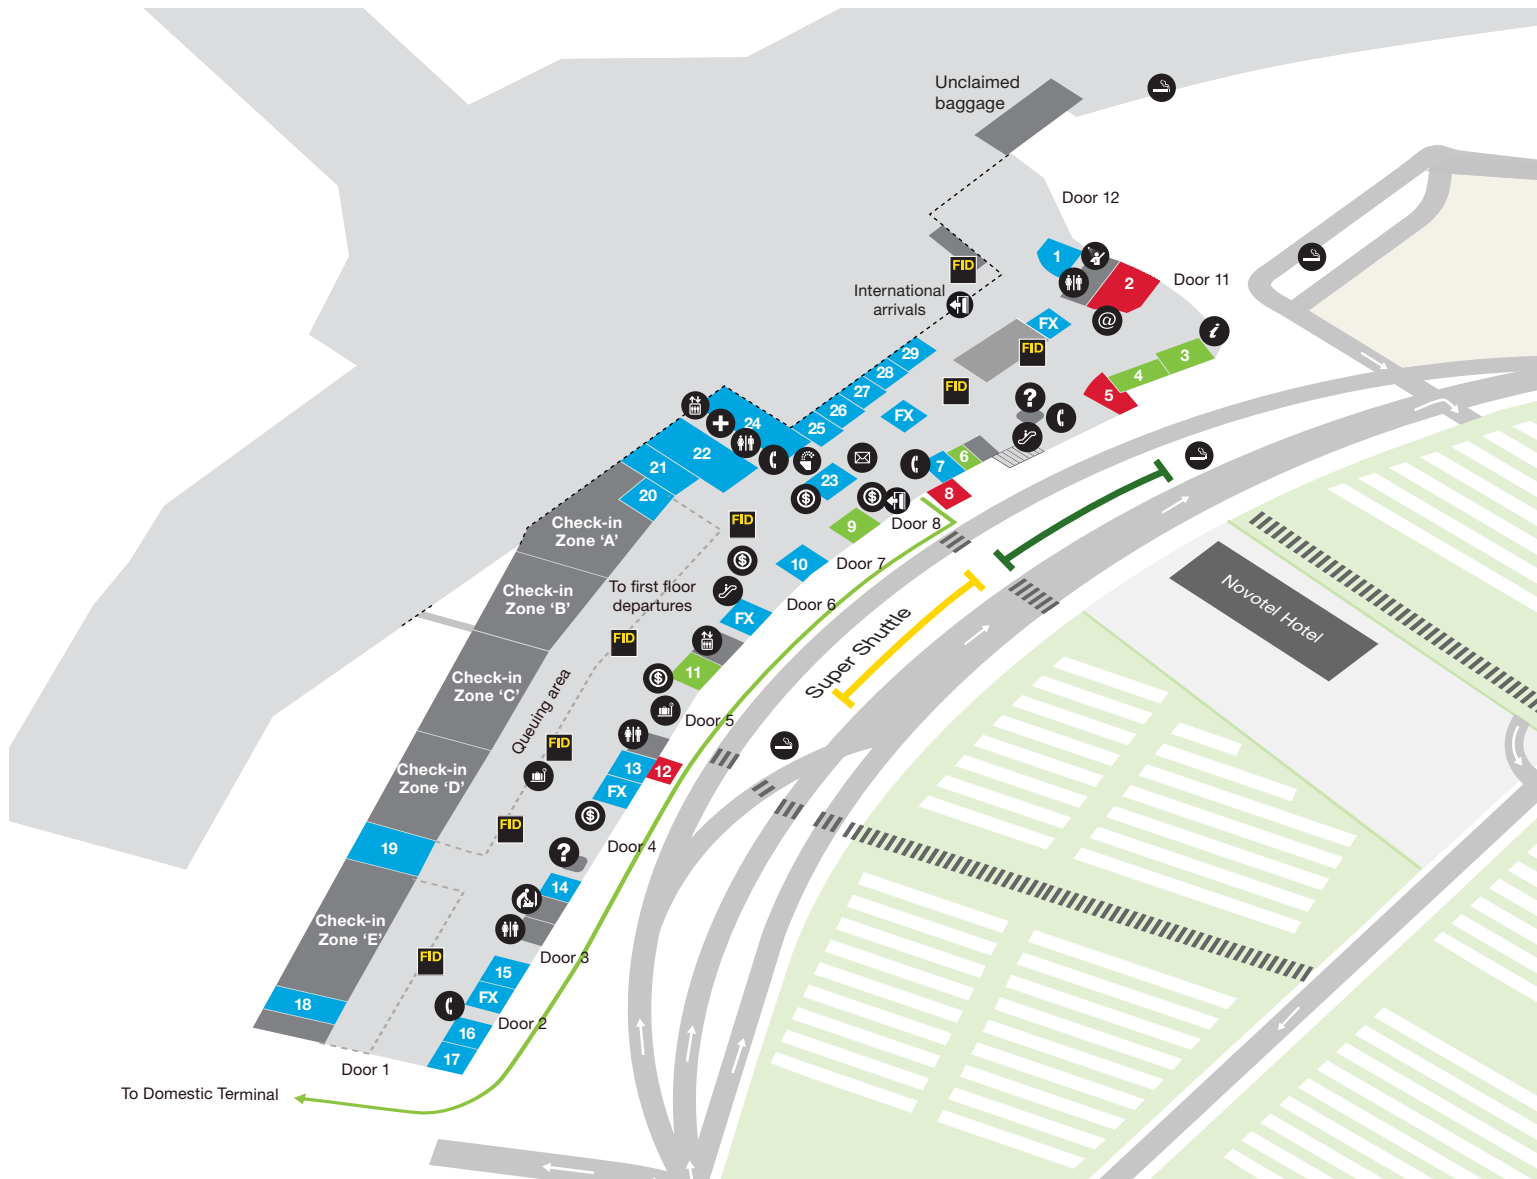 Unclaimed
baggage
Door 12
1
2
Door 11
FID
International
arrivals
FX
@
i
FID
3
4
5
29
28
27
26
25
FID
FX
?
24
22
21
20
6
7
8
23
$
$
9
Door 8
FID
Check-in
Zone ‘A’
$
10
Door 7
Check-in
Zone ‘B’
To first floor
departures
Door 6
FX
FID
Super Shuttle
Novotel Hotel
11
$
Check-in
Zone ‘C’
Queuing area
Door 5
FID
13
12
FX
Check-in
Zone ‘D’
$
FID
Door 4
?
19
14
Check-in
Zone ‘E’
FID
Door 3
15
FX
18
Door 2
16
17
Door 1
To Domestic Terminal